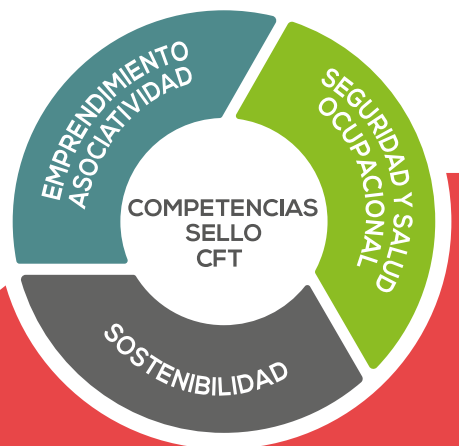 EMPRENDIMIENTO
ASOCIATIVIDAD
SEGURIDAD Y SALUD
OCUPACIONAL
COMPETENCIAS
SELLO
CFT
SOSTENIBILIDAD